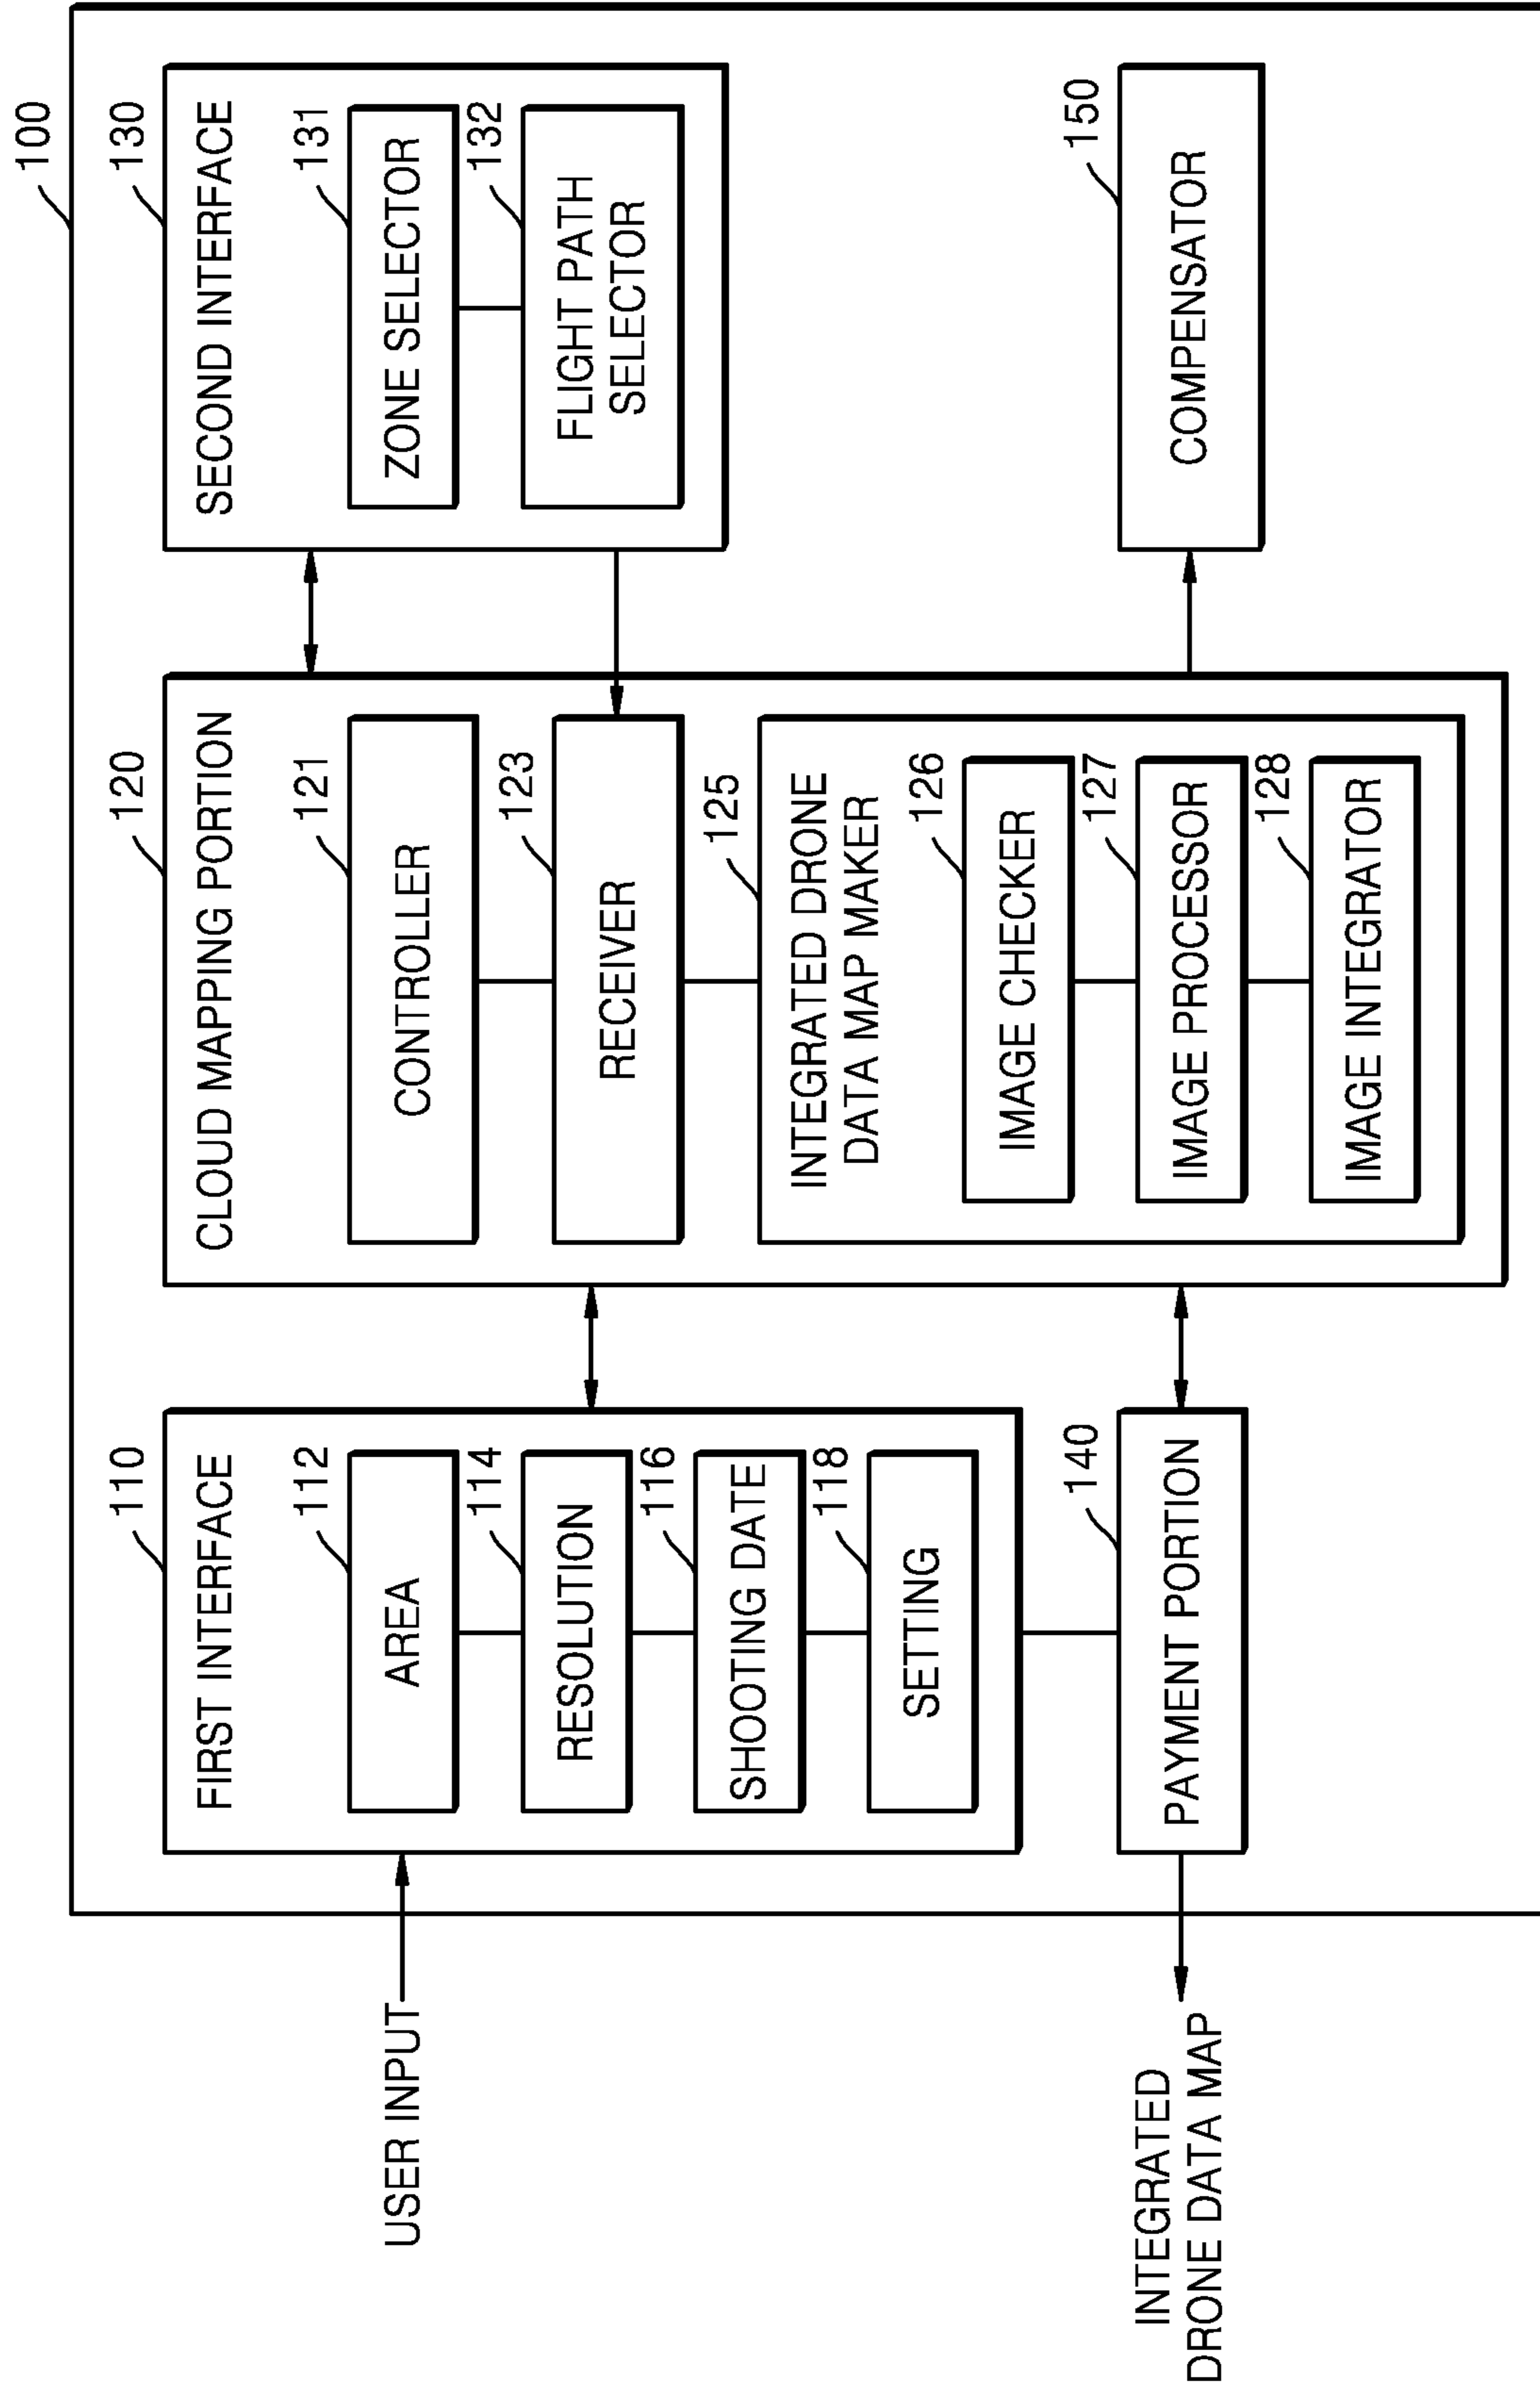 100
USER INPUT
110
FIRST INTERFACE
112
AREA
114
RESOLUTION
116
SHOOTING DATE
118
SETTING
140
PAYMENT PORTION
INTEGRATED
DRONE DATA MAP
120
CLOUD MAPPING PORTION
121
CONTROLLER
123
RECEIVER
125
INTEGRATED DRONE
DATA MAP MAKER
126
IMAGE CHECKER
127
IMAGE PROCESSOR
128
IMAGE INTEGRATOR
130
SECOND INTERFACE
131
ZONE SELECTOR
132
FLIGHT PATH
SELECTOR
150
COMPENSATOR